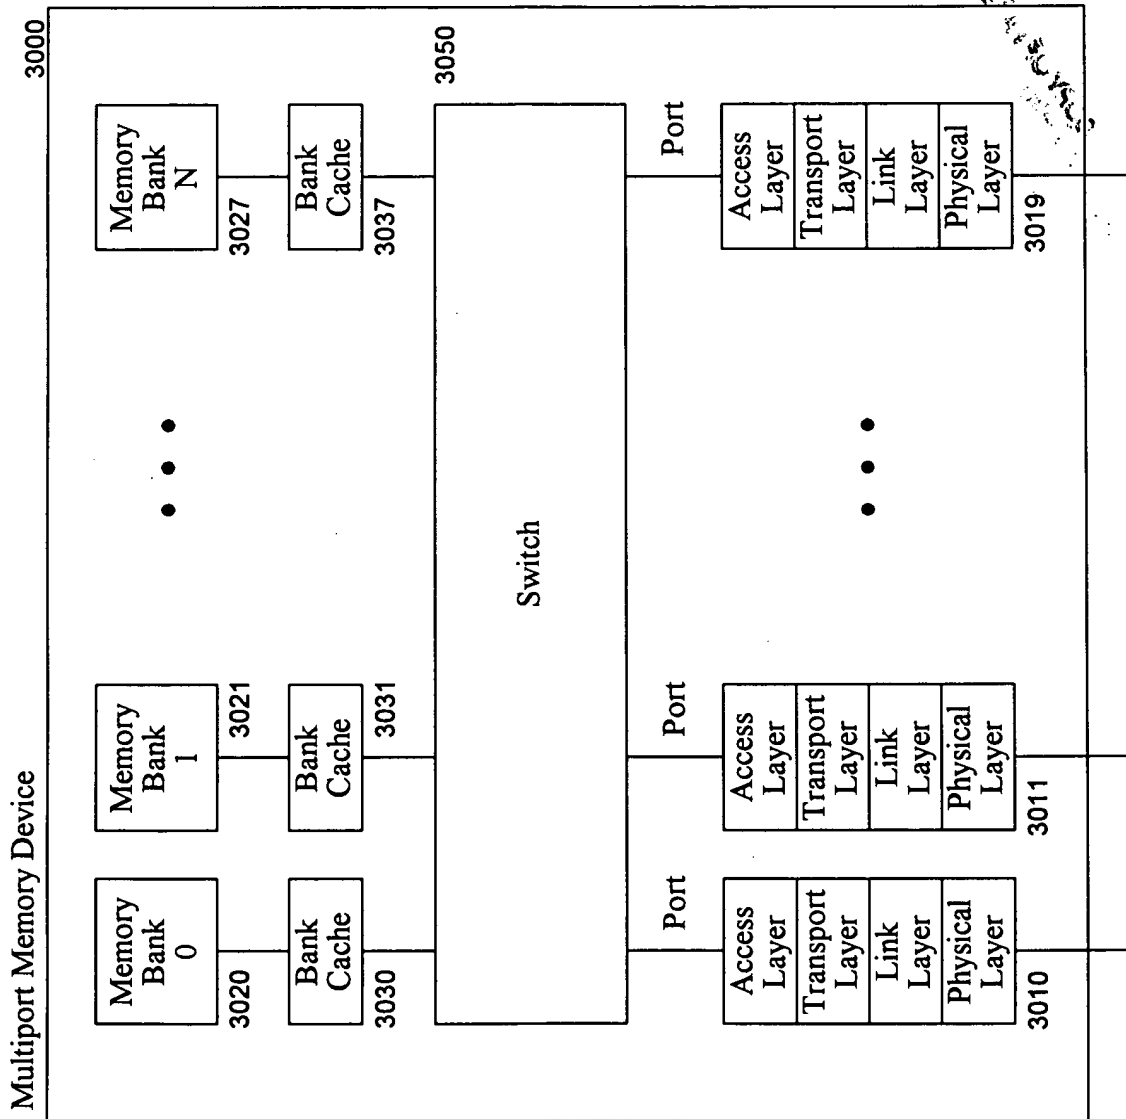 Multiport Memory Device
3000
Memory
Bank
0
3020
Memory
Bank
1
3021
Memory
Bank
N
3027
Bank
Cache
3030
Bank
Cache
3031
Bank
Cache
3037
3050
Switch
Port
Port
Port
Access
Layer
Transport
Layer
Link
Layer
Physical
Layer
3010
Access
Layer
Transport
Layer
Link
Layer
Physical
Layer
3011
Access
Layer
Transport
Layer
Link
Layer
Physical
Layer
3019